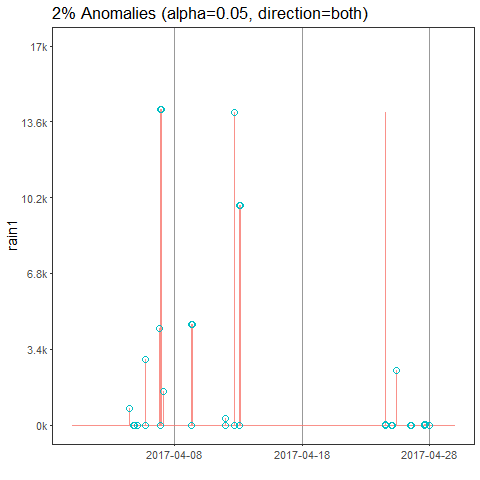 2% Anomalies (alpha=0.05, direction=both)
17k
13.6k
10.2k
6.8k
3.4k
0k
rain1
2017-04-08 2017-04-18 2017-04-28